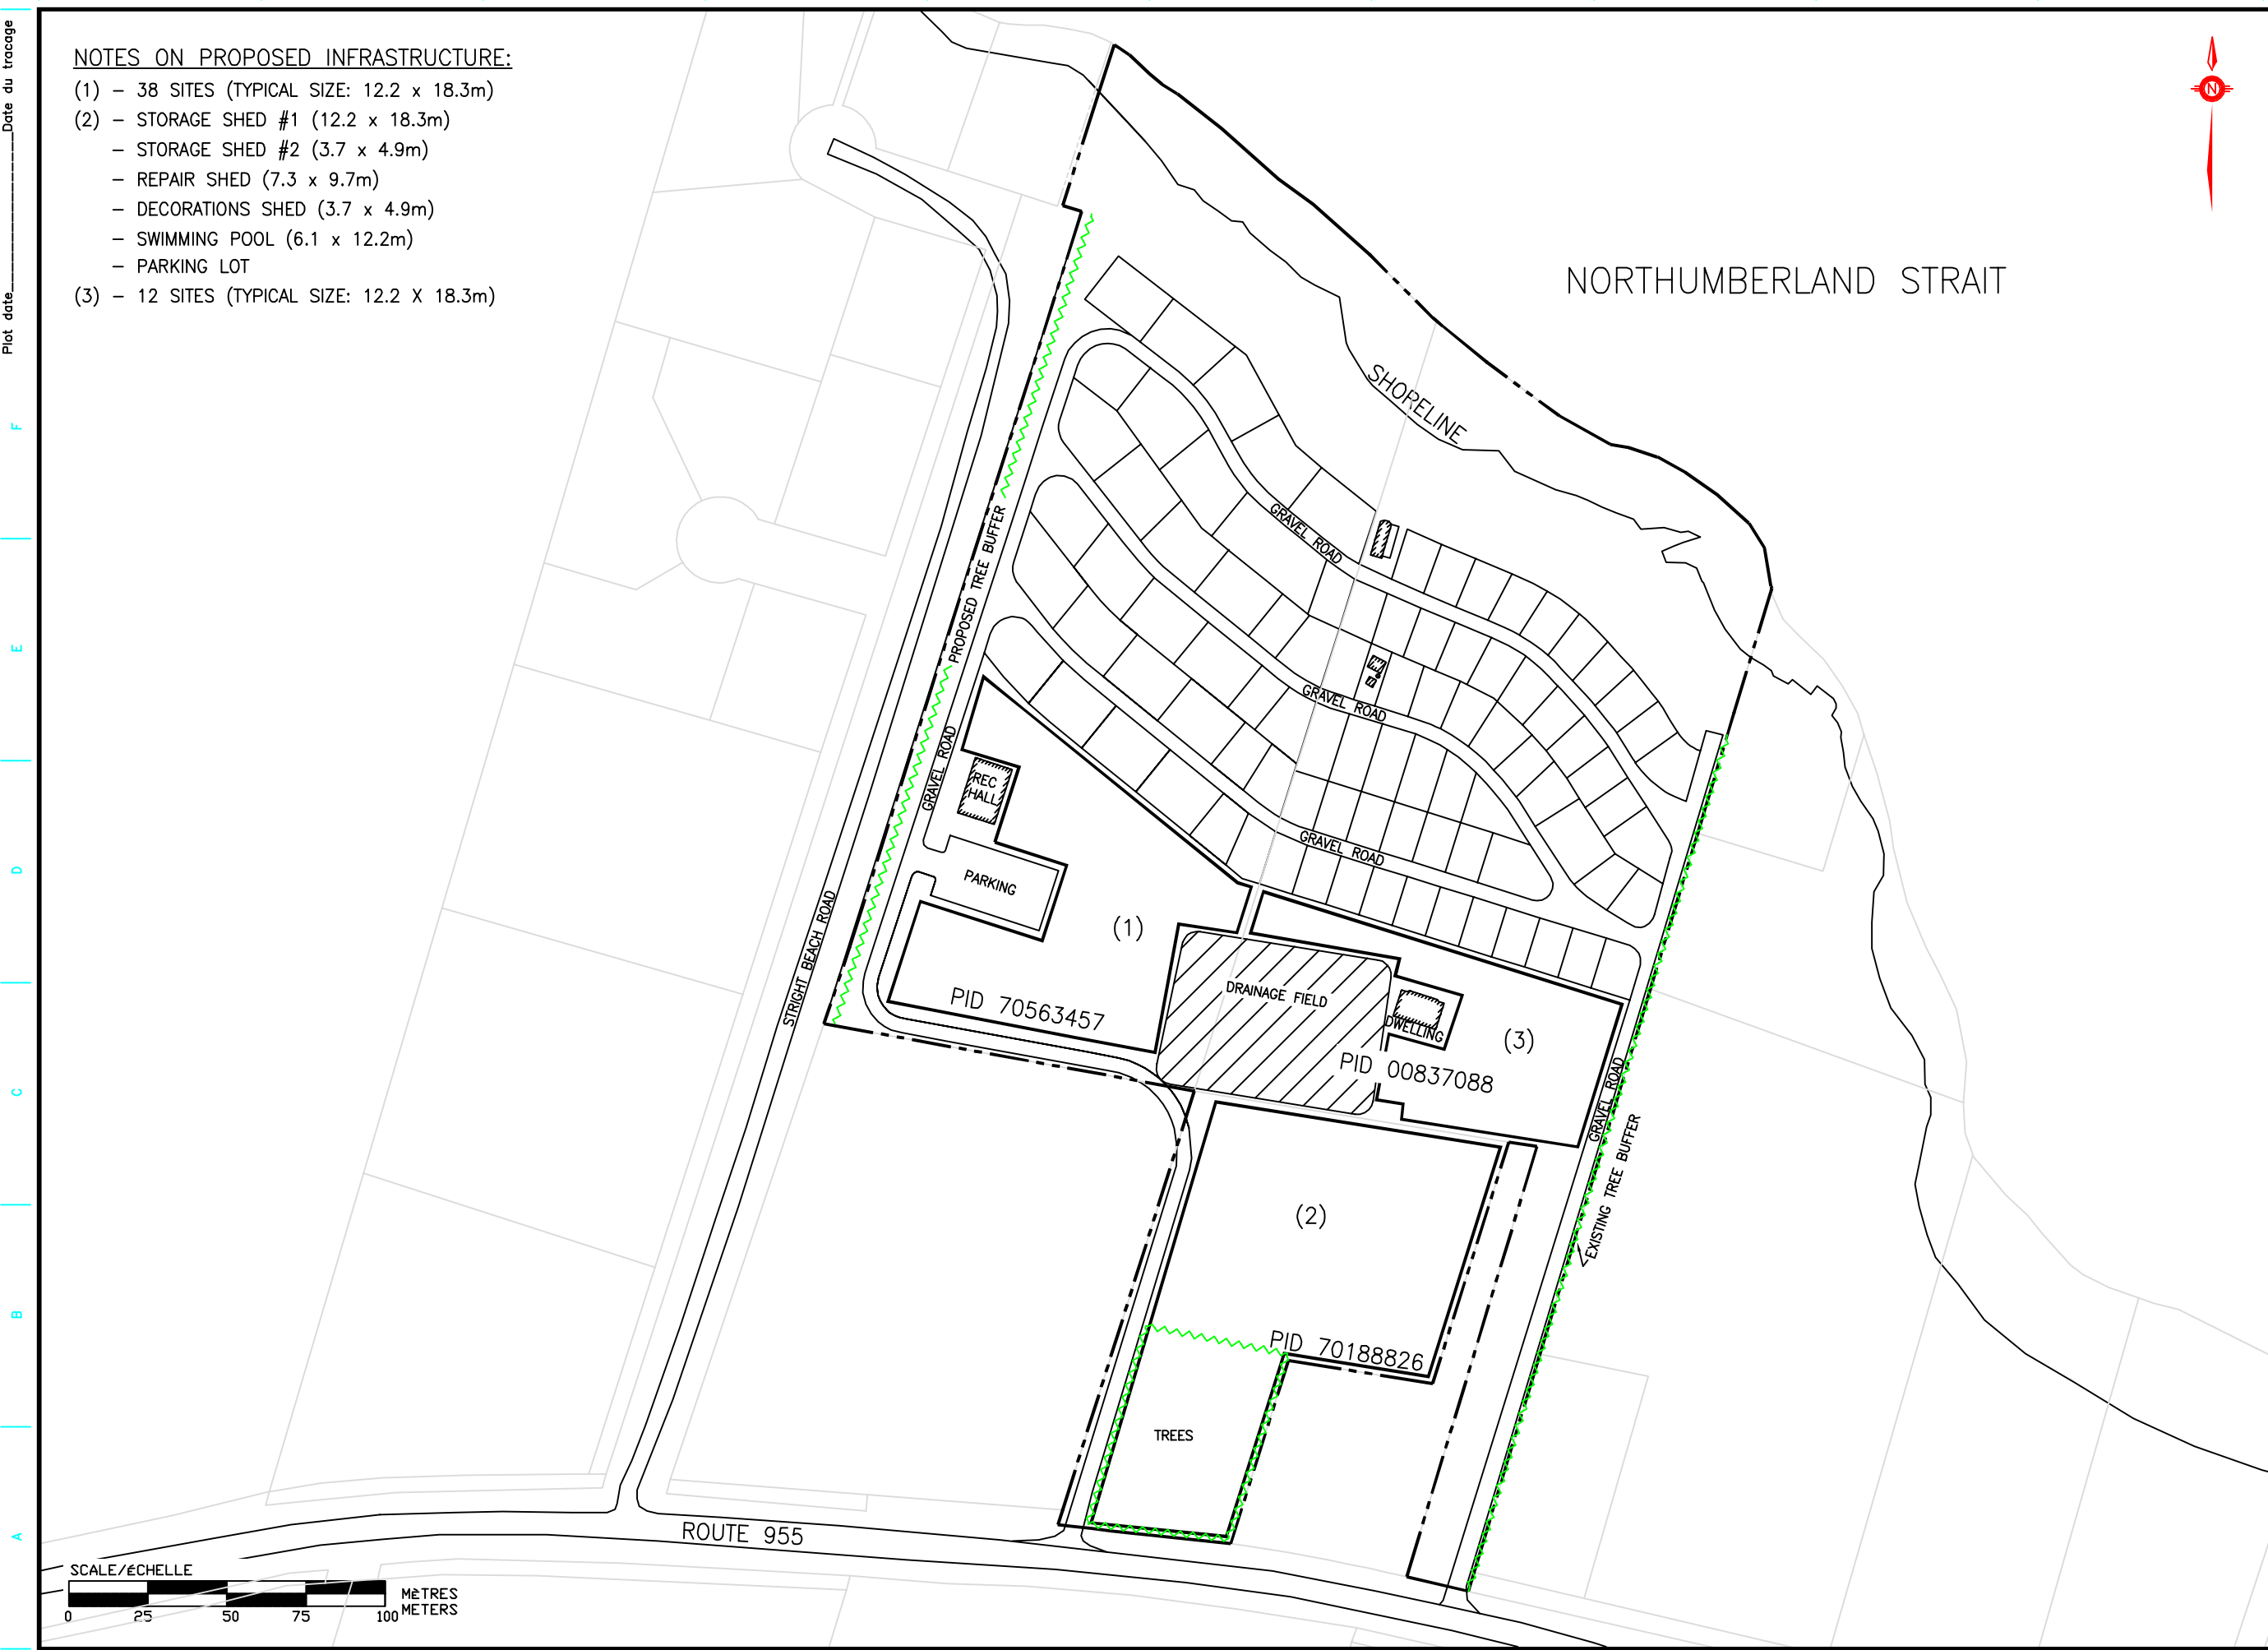 Plot date_______________Date du tracage
NOTES ON PROPOSED INFRASTRUCTURE:
(1) – 38 SITES (TYPICAL SIZE: 12.2 x 18.3m)
(2) – STORAGE SHED #1 (12.2 x 18.3m)
– STORAGE SHED #2 (3.7 x 4.9m)
– REPAIR SHED (7.3 x 9.7m)
– DECORATIONS SHED (3.7 x 4.9m)
– SWIMMING POOL (6.1 x 12.2m)
– PARKING LOT
(3) – 12 SITES (TYPICAL SIZE: 12.2 X 18.3m)
N
NORTHUMBERLAND STRAIT
SHORELINE
F
E
D
C
B
A
GRAVEL ROAD
PROPOSED TREE BUFFER
GRAVEL ROAD
GRAVEL ROAD
REC
HALL
GRAVEL ROAD
PARKING
STRIGHT BEACH ROAD
(1)
DRAINAGE FIELD
PID 70563457
DWELLING
(3)
PID 00837088
GRAVEL ROAD
EXISTING TREE BUFFER
(2)
PID 70188826
TREES
ROUTE 955
SCALE/ÉCHELLE
MÈTRES
METERS
0 25 50 75 100